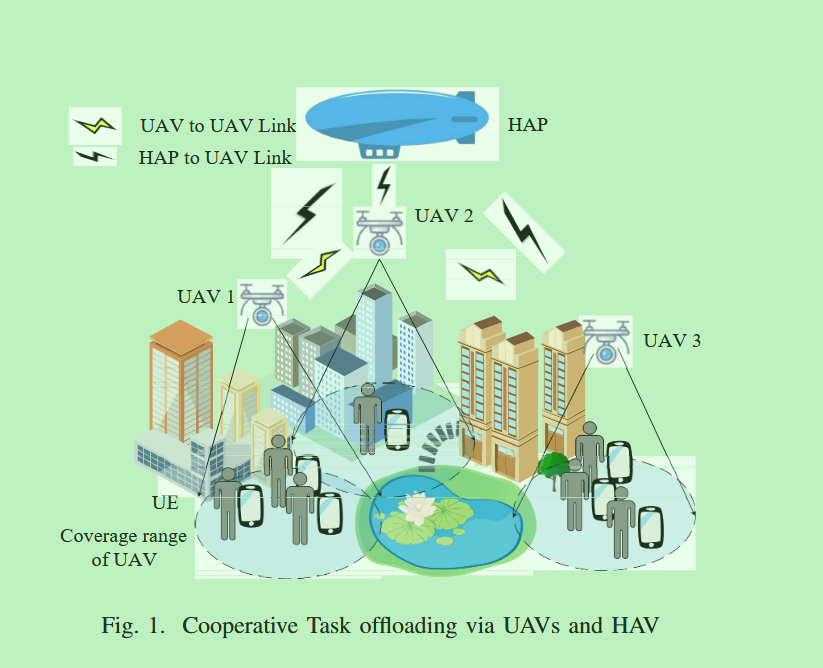 UAV to UAV Link
HAP
HAP to UAV Link
UAV 2
UAV 1
UAV 3
UE
Coverage range
of UAV
Fig. 1. Cooperative Task offloading via UAVs and HAV